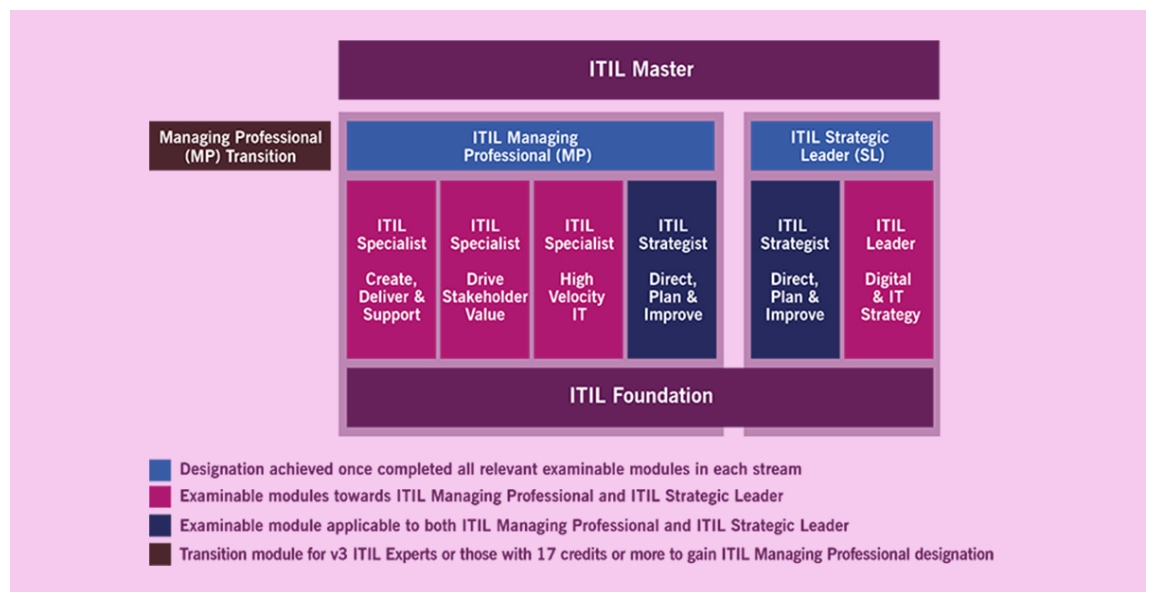 ITIL Master
Managing Professional
(MP) Transition
ITIL Managing
Professional (MP)
ITIL Strategic
Leader (SL)
ITIL
Specialist
Create,
Deliver &
Support
ITIL
Specialist
Drive
Stakeholder
Value
ITIL
Specialist
High
Velocity
IT
ITIL
Strategist
Direct,
Plan &
Improve
ITIL
Strategist
Direct,
Plan &
Improve
ITIL
Leader
Digital
& IT
Strategy
ITIL Foundation
Designation achieved once completed all relevant examinable modules in each stream
Examinable modules towards ITIL Managing Professional and ITIL Strategic Leader
Examinable module applicable to both ITIL Managing Professional and ITIL Strategic Leader
Transition module for v3 ITIL Experts or those with 17 credits or more to gain ITIL Managing Professional designation